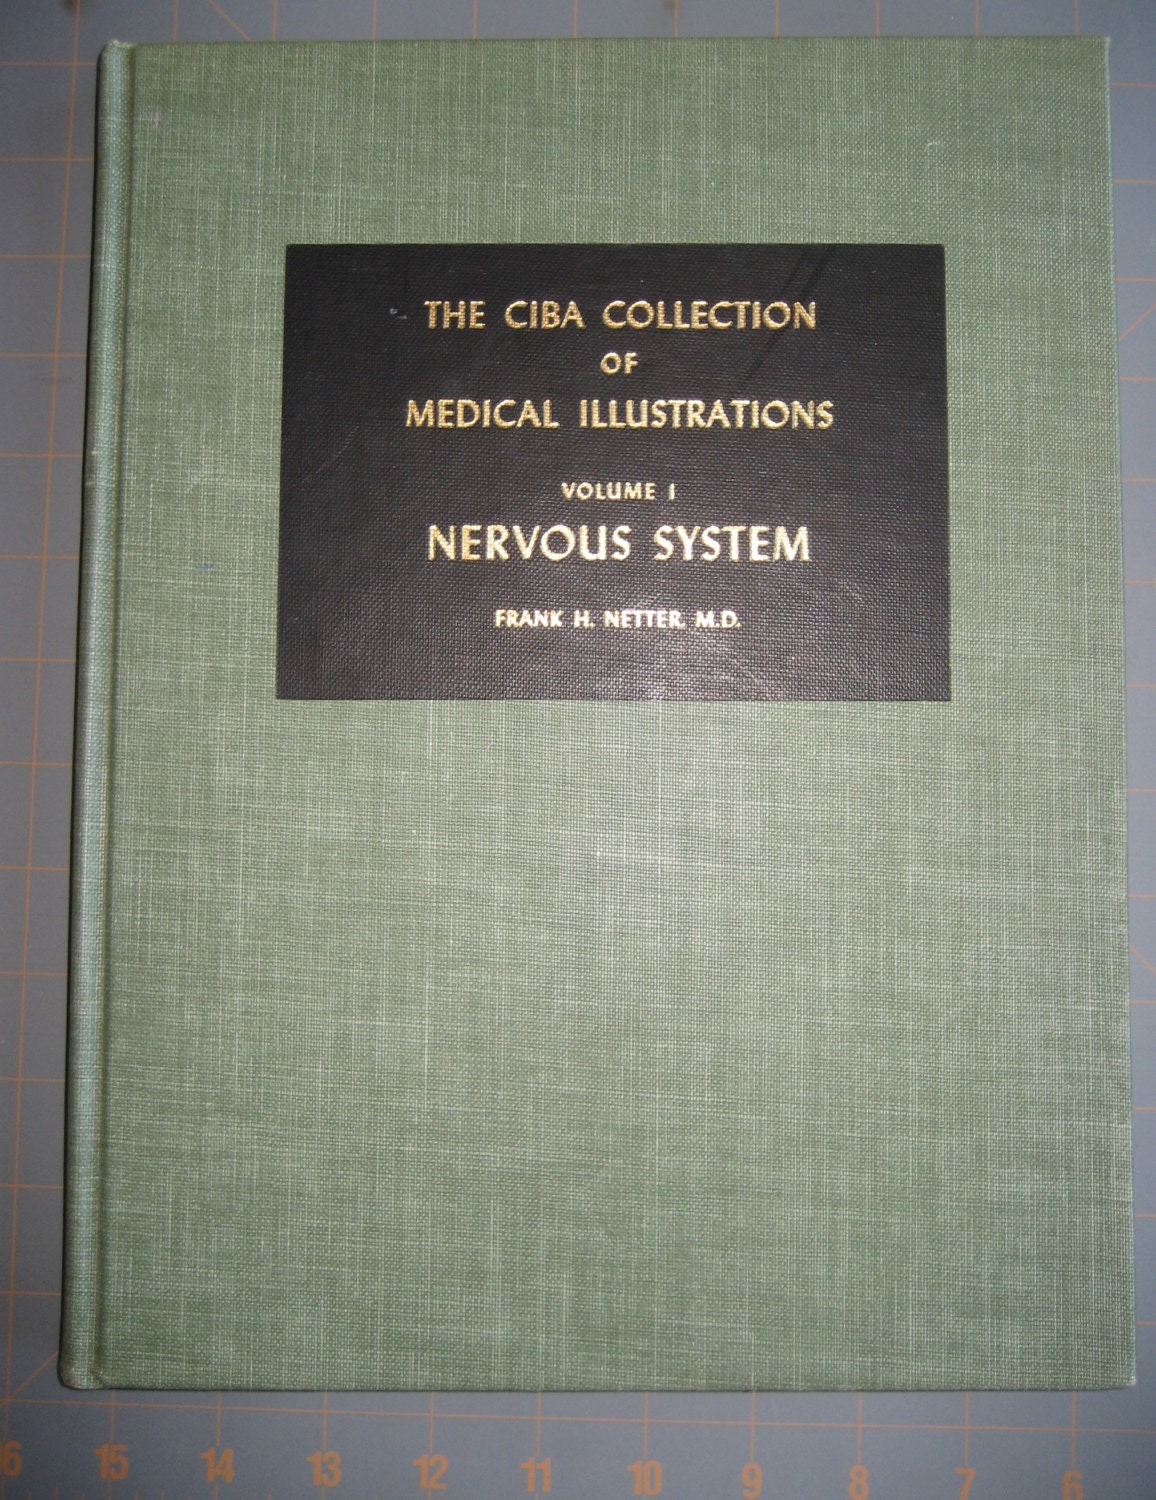 THE CIBA COLLECTION
OF
MEDICAL ILLUSTRATIONS
VOLUME I
NERVOUS SYSTEM
FRANK H. NETTER, M.D.
16 15 14 13 12 11 10 9 8 7 6